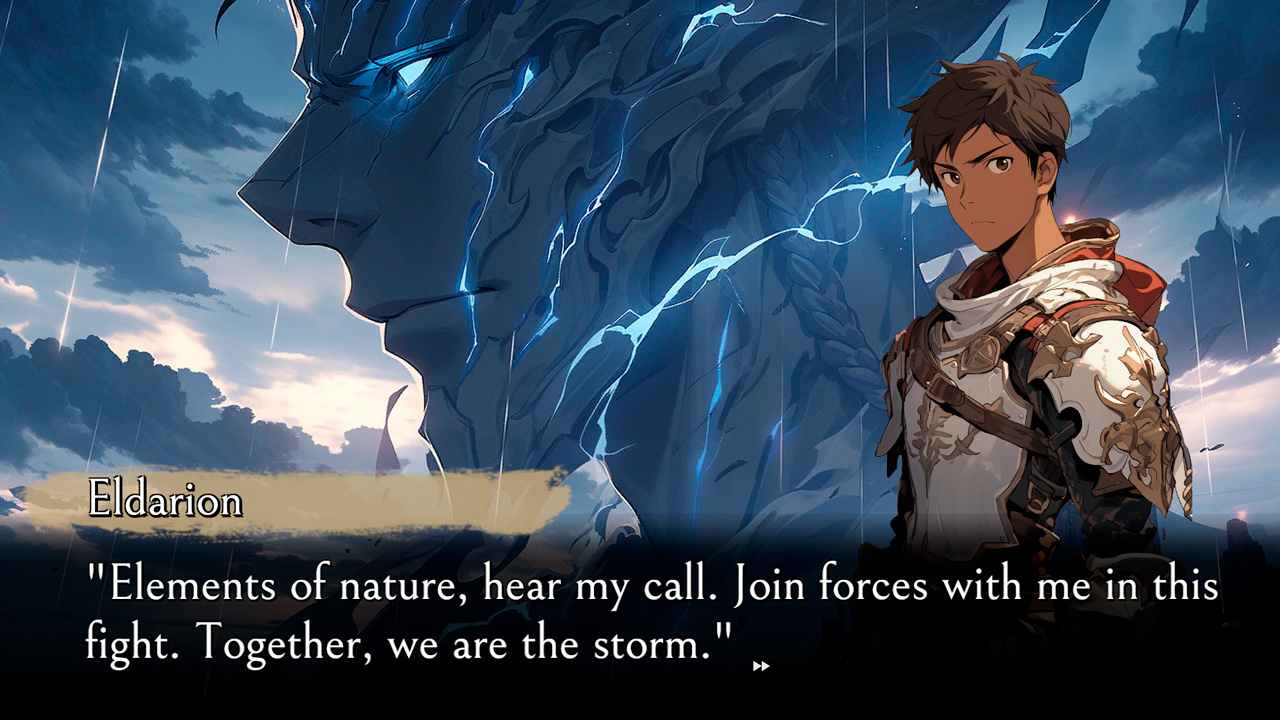 Eldarion
"Elements of nature, hear my call. Join forces with me in this
fight. Together, we are the storm."